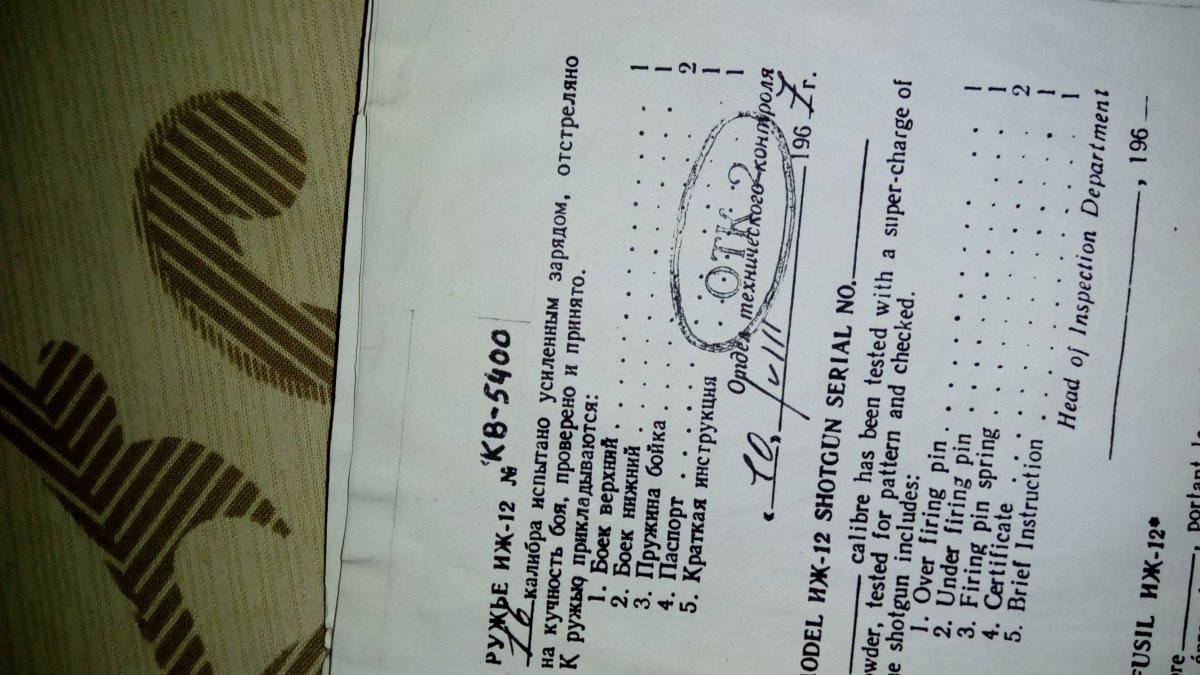 РУЖЬЕ ИЖ-12 № КВ-5400
16 калибра испытано усиленным зарядом, отстреляно
на кучность боя, проверено и принято.
К ружью прикладываются:
1. Боек верхний . . . . . . . . . . . . . . 1
2. Боек нижний . . . . . . . . . . . . . . 1
3. Пружина бойка . . . . . . . . . . . . . 2
4. Паспорт . . . . . . . . . . . . . . . . 1
5. Краткая инструкция . . . . . . . . . . 1
ОТК 2
Отдел технического контроля
„10„ VIII 1967 г.
MODEL ИЖ-12 SHOTGUN SERIAL NO.
calibre has been tested with a super-charge of
powder, tested for pattern and checked.
The shotgun includes:
1. Over firing pin . . . . . . . . . . . . 1
2. Under firing pin . . . . . . . . . . . 1
3. Firing pin spring . . . . . . . . . . . 2
4. Certificate . . . . . . . . . . . . . . 1
5. Brief Instruction . . . . . . . . . . . 1
Head of Inspection Department
, 196
FUSIL ИЖ-12*